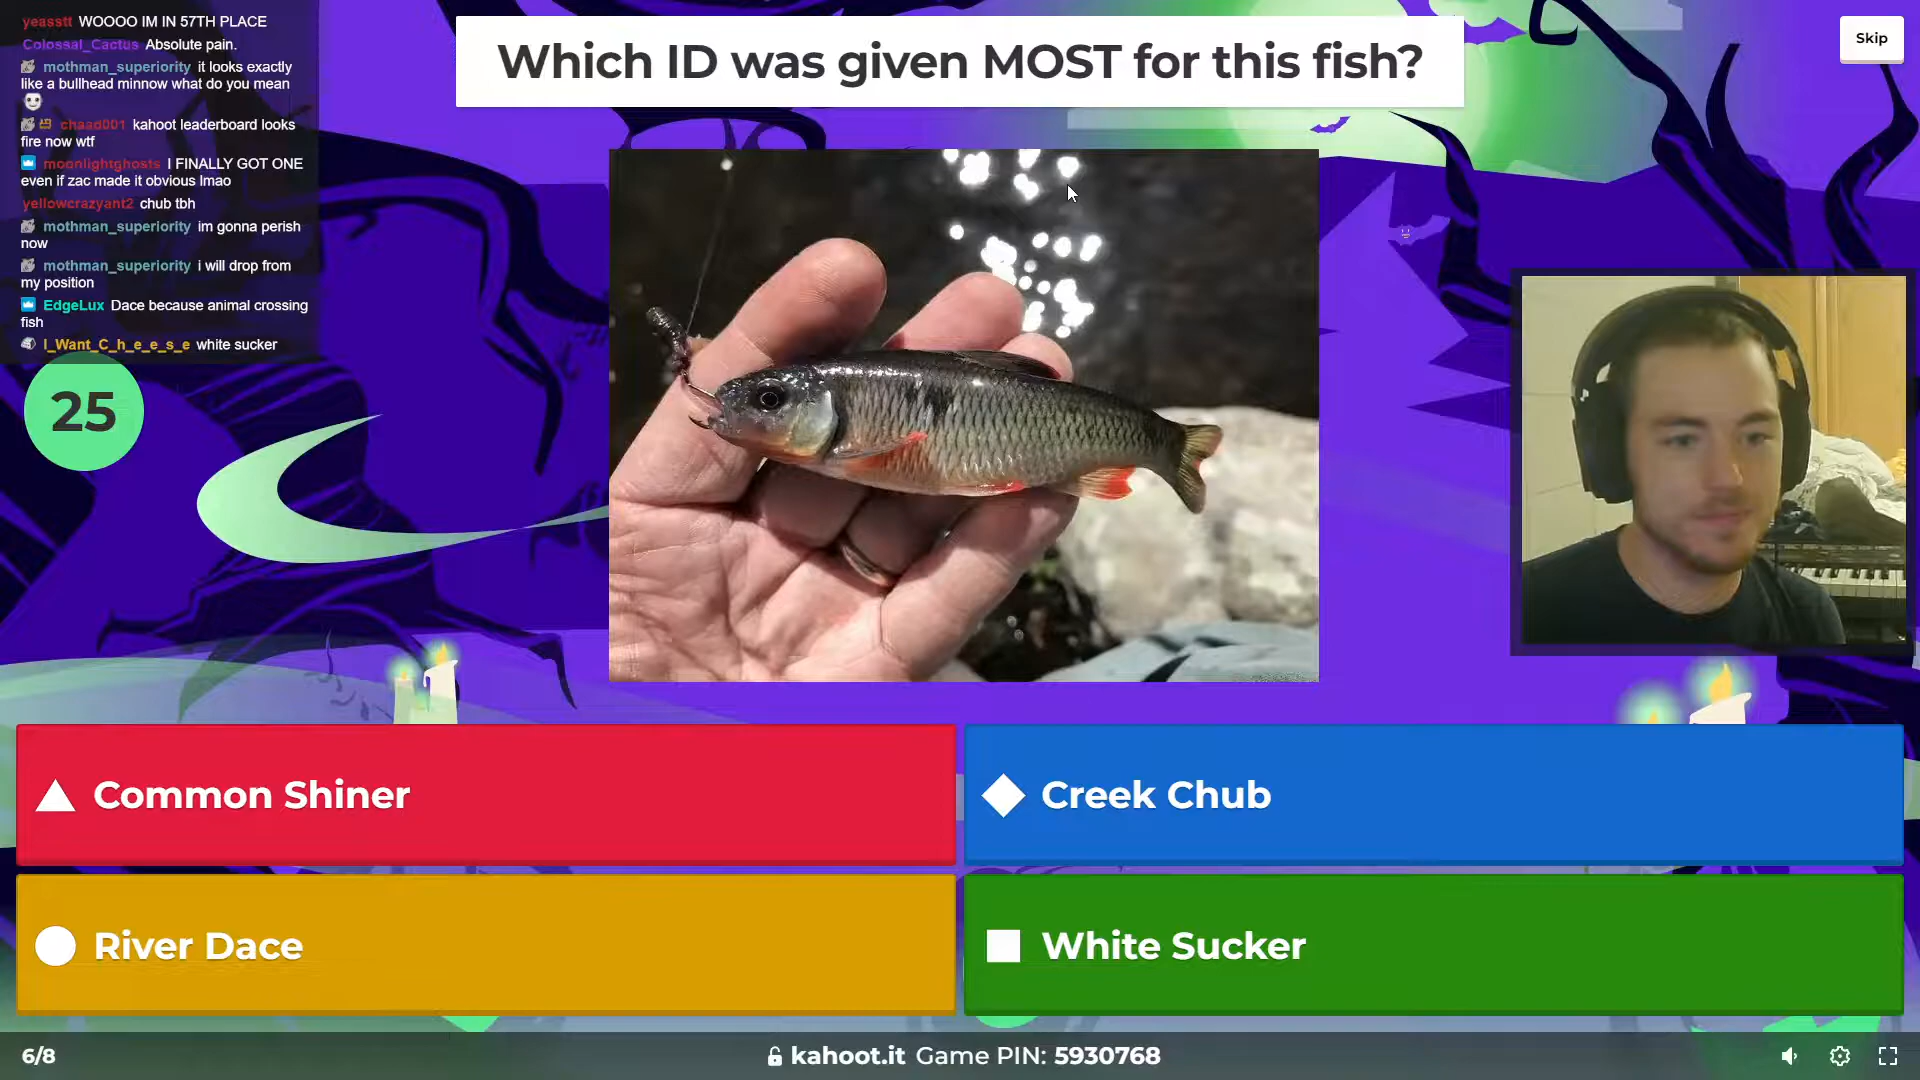 yeasstt WOOOO IM IN 57TH PLACE
Colossal_Cactus Absolute pain.
mothman_superiority it looks exactly
like a bullhead minnow what do you mean
chaad001 kahoot leaderboard looks
fire now wtf
moonlightghosts I FINALLY GOT ONE
even if zac made it obvious lmao
yellowcrazyant2 chub tbh
mothman_superiority im gonna perish
now
mothman_superiority i will drop from
my position
EdgeLux Dace because animal crossing
fish
I_Want_C_h_e_e_s_e white sucker
Which ID was given MOST for this fish?
Skip
25
Common Shiner
Creek Chub
River Dace
White Sucker
6/8
kahoot.it Game PIN: 5930768